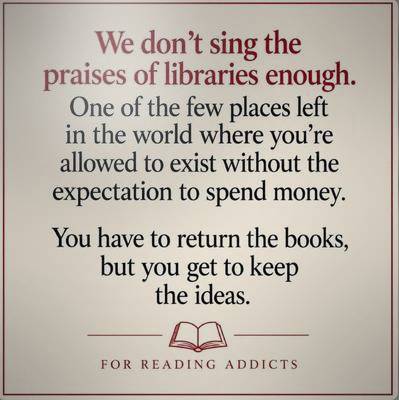 We don't sing the
praises of libraries enough.
One of the few places left
in the world where you're
allowed to exist without the
expectation to spend money.
You have to return the books,
but you get to keep
the ideas.
FOR READING ADDICTS